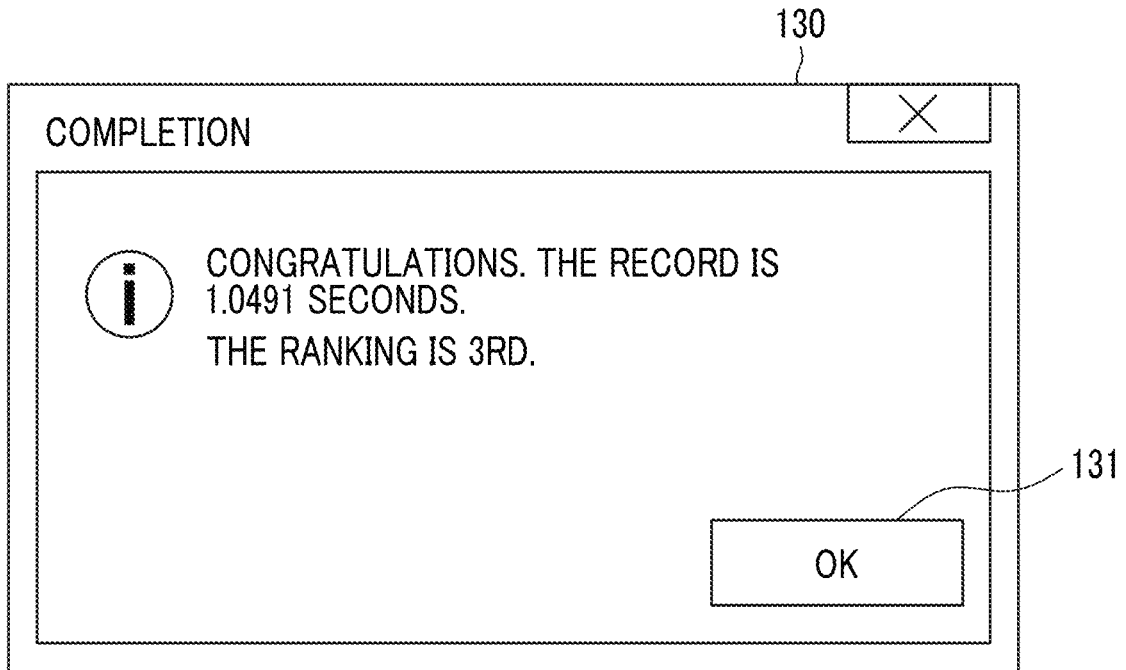 130
COMPLETION
CONGRATULATIONS. THE RECORD IS
1.0491 SECONDS.
THE RANKING IS 3RD.
131
OK